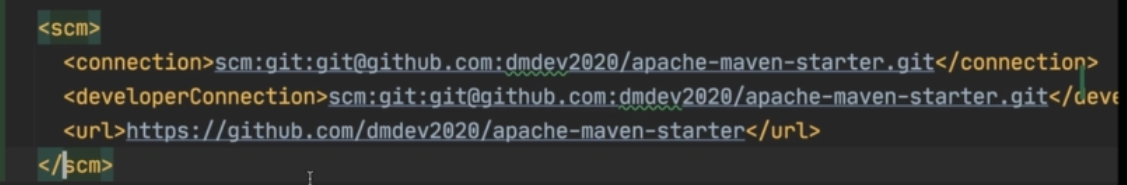 <scm>
<connection>scm:git:git@github.com:dmdev2020/apache-maven-starter.git</connection>
<developerConnection>scm:git:git@github.com:dmdev2020/apache-maven-starter.git</deve
<url>https://github.com/dmdev2020/apache-maven-starter</url>
</scm>